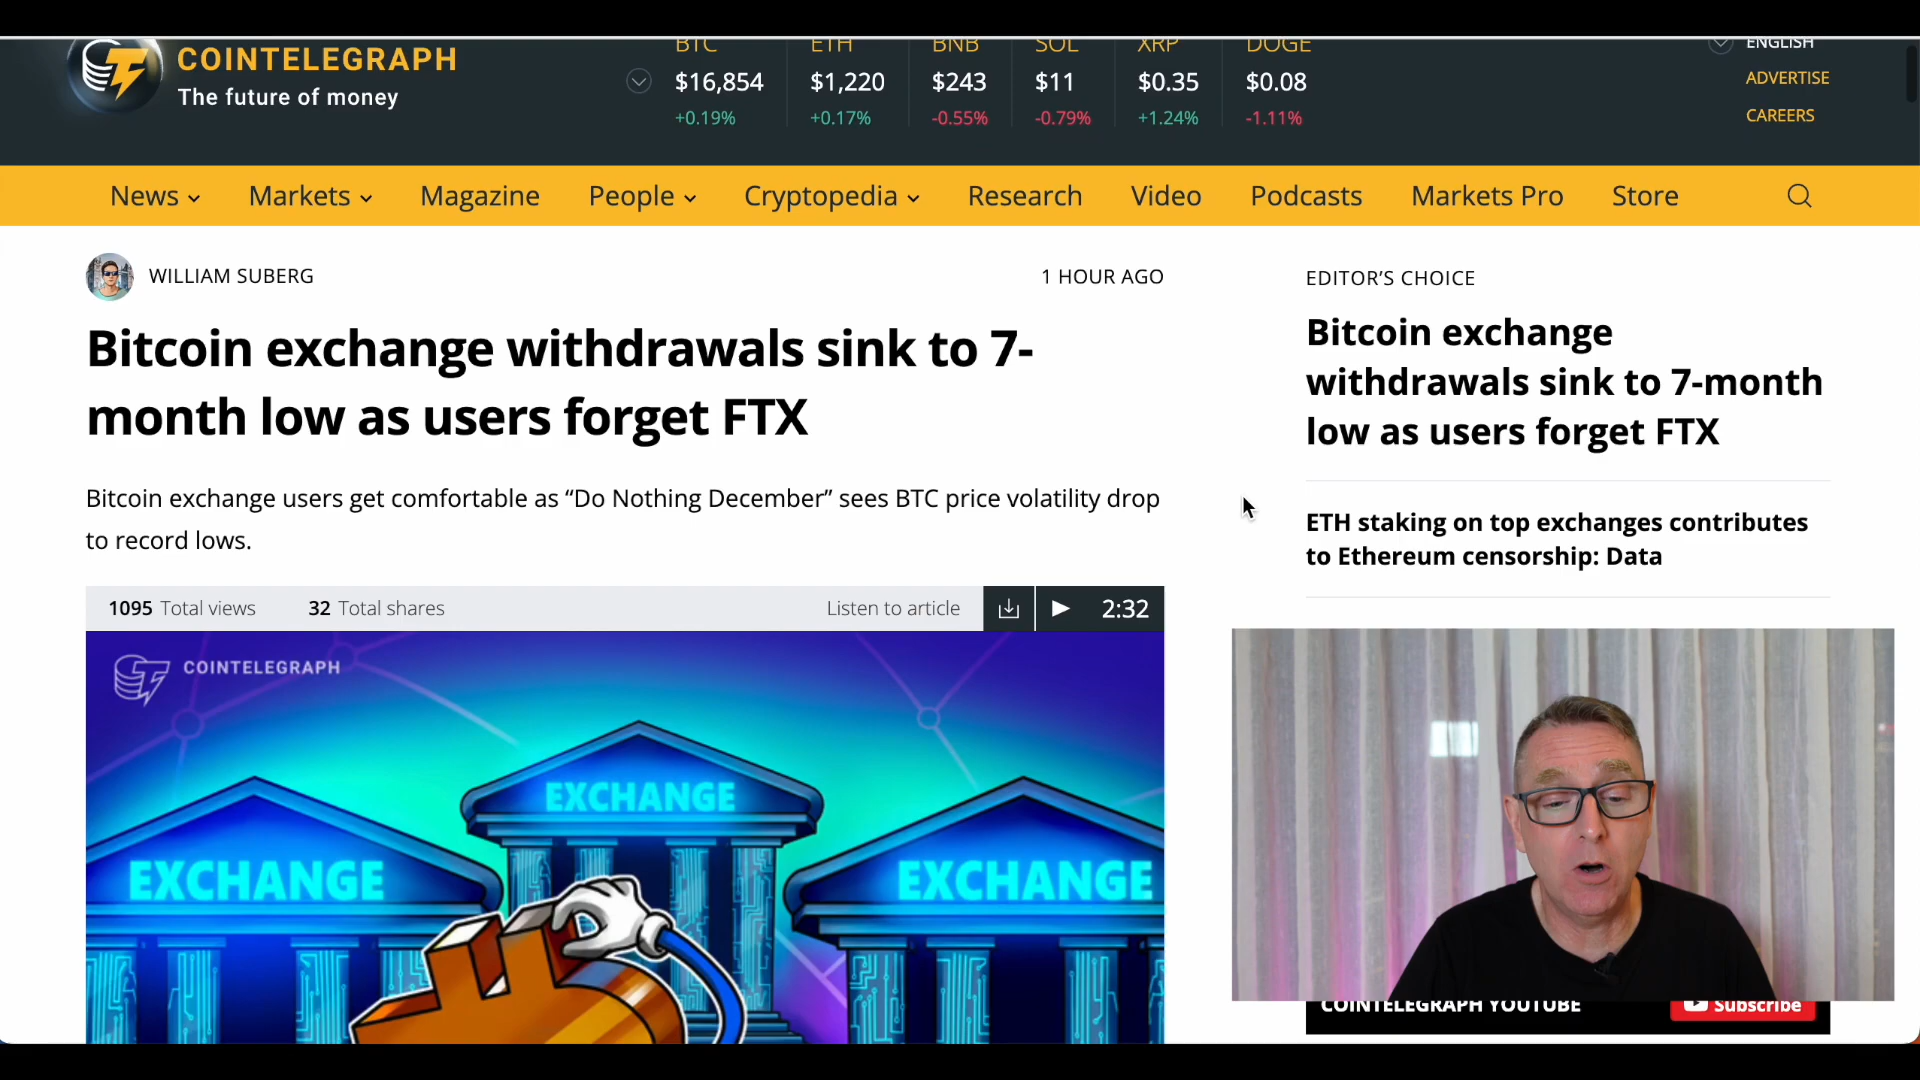 COINTELEGRAPH
The future of money
BTC ETH BNB SOL XRP DOGE
$16,854 $1,220 $243 $11 $0.35 $0.08
+0.19% +0.17% -0.55% -0.79% +1.24% -1.11%
ENGLISH
ADVERTISE
CAREERS
News Markets Magazine People Cryptopedia Research Video Podcasts Markets Pro Store
WILLIAM SUBERG
1 HOUR AGO
Bitcoin exchange withdrawals sink to 7-
month low as users forget FTX
Bitcoin exchange users get comfortable as “Do Nothing December” sees BTC price volatility drop
to record lows.
1095 Total views 32 Total shares Listen to article 2:32
COINTELEGRAPH
EXCHANGE
EXCHANGE
EXCHANGE
EDITOR’S CHOICE
Bitcoin exchange
withdrawals sink to 7-month
low as users forget FTX
ETH staking on top exchanges contributes
to Ethereum censorship: Data
COINTELEGRAPH YOUTUBE
Subscribe